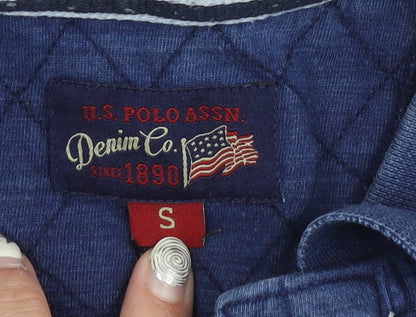 U.S. POLO ASSN.
Denim Co.
SINCE 1890
S